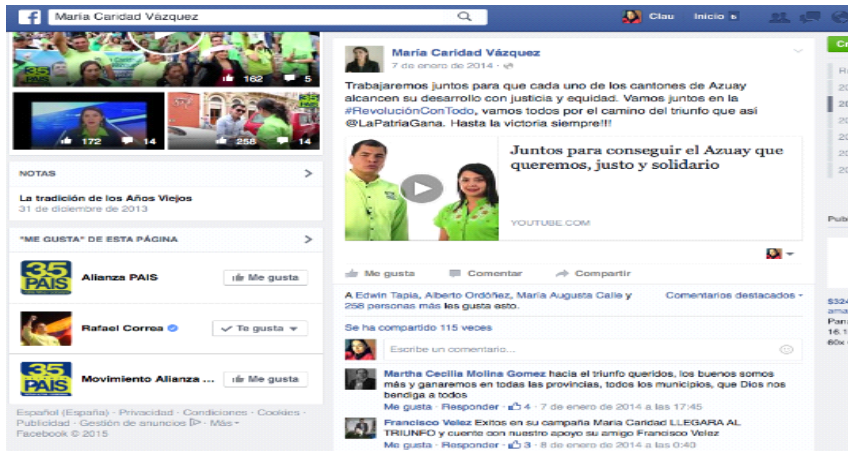 María Caridad Vázquez
Clau
Inicio
35
PAIS
162
5
172
14
258
14
NOTAS
La tradición de los Años Viejos
31 de diciembre de 2013
"ME GUSTA" DE ESTA PÁGINA
35
PAIS
Alianza PAIS
Me gusta
Rafael Correa
Te gusta
35
PAIS
Movimiento Alianza ...
Me gusta
Español (España) · Privacidad · Condiciones · Cookies ·
Publicidad · Gestión de anuncios · Más
Facebook © 2015
María Caridad Vázquez
7 de enero de 2014 ·
Trabajaremos juntos para que cada uno de los cantones de Azuay
alcancen su desarrollo con justicia y equidad. Vamos juntos en la
#RevoluciónConTodo, vamos todos por el camino del triunfo que así
@LaPatriaGana. Hasta la victoria siempre!!!
Juntos para conseguir el Azuay que
queremos, justo y solidario
YOUTUBE.COM
Me gusta
Comentar
Compartir
A Edwin Tapia, Alberto Ordóñez, María Augusta Calle y
258 personas más les gusta esto.
Comentarios destacados
Se ha compartido 115 veces
Escribe un comentario...
Martha Cecilia Molina Gomez hacia el triunfo queridos, los buenos somos
más y ganaremos en todas las provincias, todos los municipios, que Dios nos
bendiga a todos
Me gusta · Responder · 4 · 7 de enero de 2014 a las 17:45
Francisco Velez Exitos en su campaña Maria Caridad LLEGARA AL
TRIUNFO y cuente con nuestro apoyo su amigo Francisco Velez
Me gusta · Responder · 3 · 8 de enero de 2014 a las 0:40